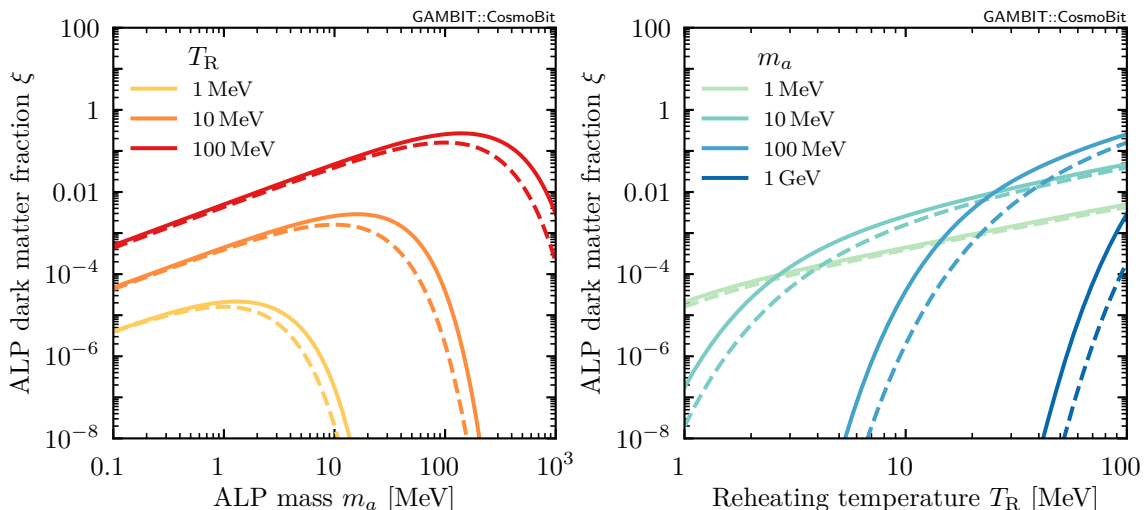 GAMBIT::CosmoBit
100
1
0.01
10⁻⁴
10⁻⁶
10⁻⁸
ALP dark matter fraction ξ
T_R
1 MeV
10 MeV
100 MeV
0.1
1
10
100
10³
ALP mass m_a [MeV]
GAMBIT::CosmoBit
100
1
0.01
10⁻⁴
10⁻⁶
10⁻⁸
ALP dark matter fraction ξ
m_a
1 MeV
10 MeV
100 MeV
1 GeV
1
10
100
Reheating temperature T_R [MeV]